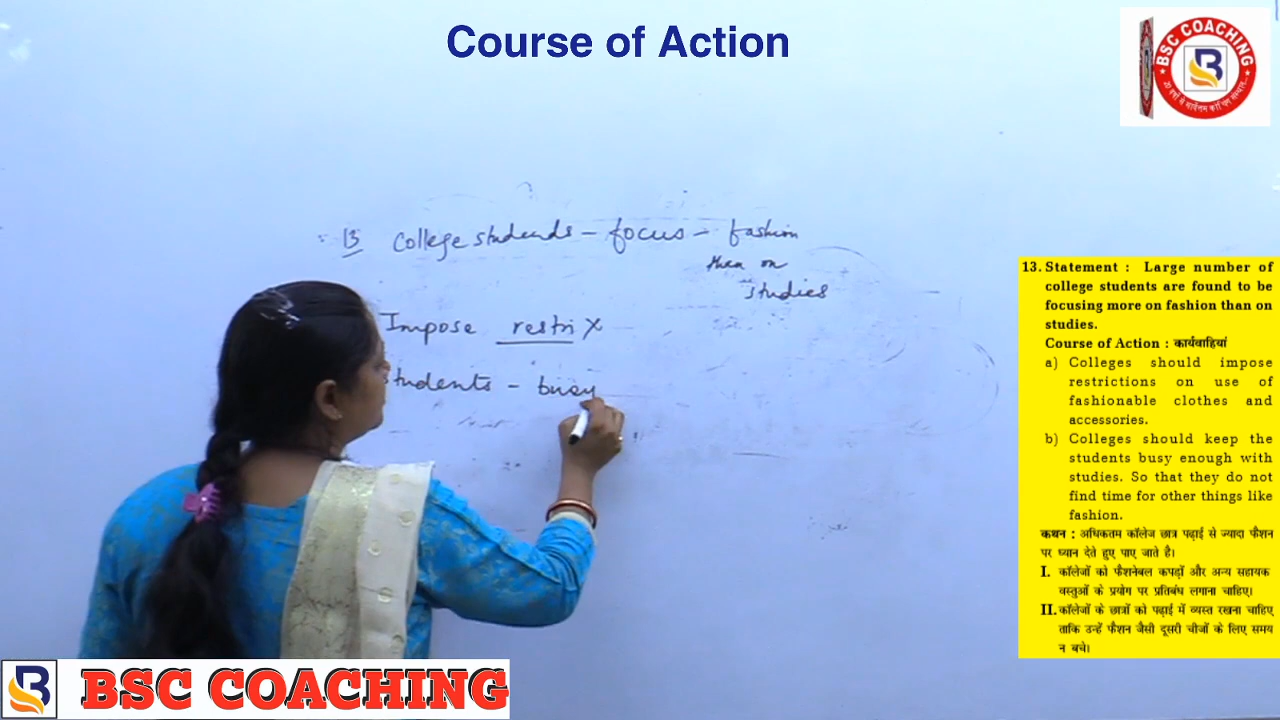 Course of Action
BSC COACHING
13 College students - focus - fashion
than on
studies
Impose restri X
students - busy
13. Statement : Large number of
college students are found to be
focusing more on fashion than on
studies.
Course of Action : कार्यवाहियां
a) Colleges should impose
restrictions on use of
fashionable clothes and
accessories.
b) Colleges should keep the
students busy enough with
studies. So that they do not
find time for other things like
fashion.
कथन : अधिकतम कॉलेज छात्र पढ़ाई से ज्यादा फैशन
पर ध्यान देते हुए पाए जाते है।
I. कॉलेजों को फैशनेबल कपड़ों और अन्य सहायक
वस्तुओं के प्रयोग पर प्रतिबंध लगाना चाहिए।
II. कॉलेजों के छात्रों को पढ़ाई में व्यस्त रखना चाहिए
ताकि उन्हें फैशन जैसी दूसरी चीजों के लिए समय
न बचे।
BSC COACHING